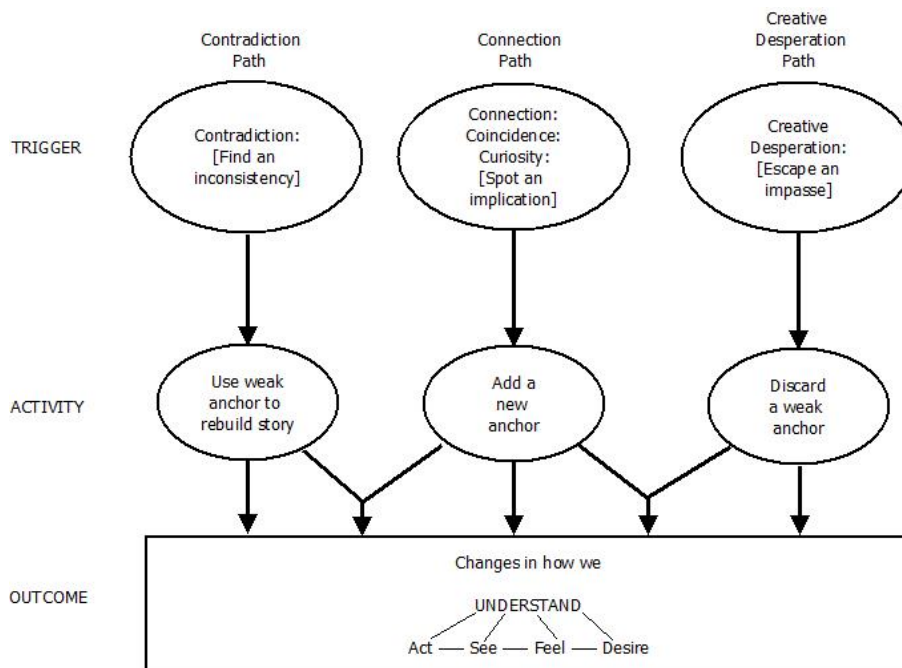 Contradiction
Path
Connection
Path
Creative
Desperation
Path
TRIGGER
Contradiction:
[Find an
inconsistency]
Connection:
Coincidence:
Curiosity:
[Spot an
implication]
Creative
Desperation:
[Escape an
impasse]
ACTIVITY
Use weak
anchor to
rebuild story
Add a
new
anchor
Discard
a weak
anchor
OUTCOME
Changes in how we
UNDERSTAND
Act See Feel Desire